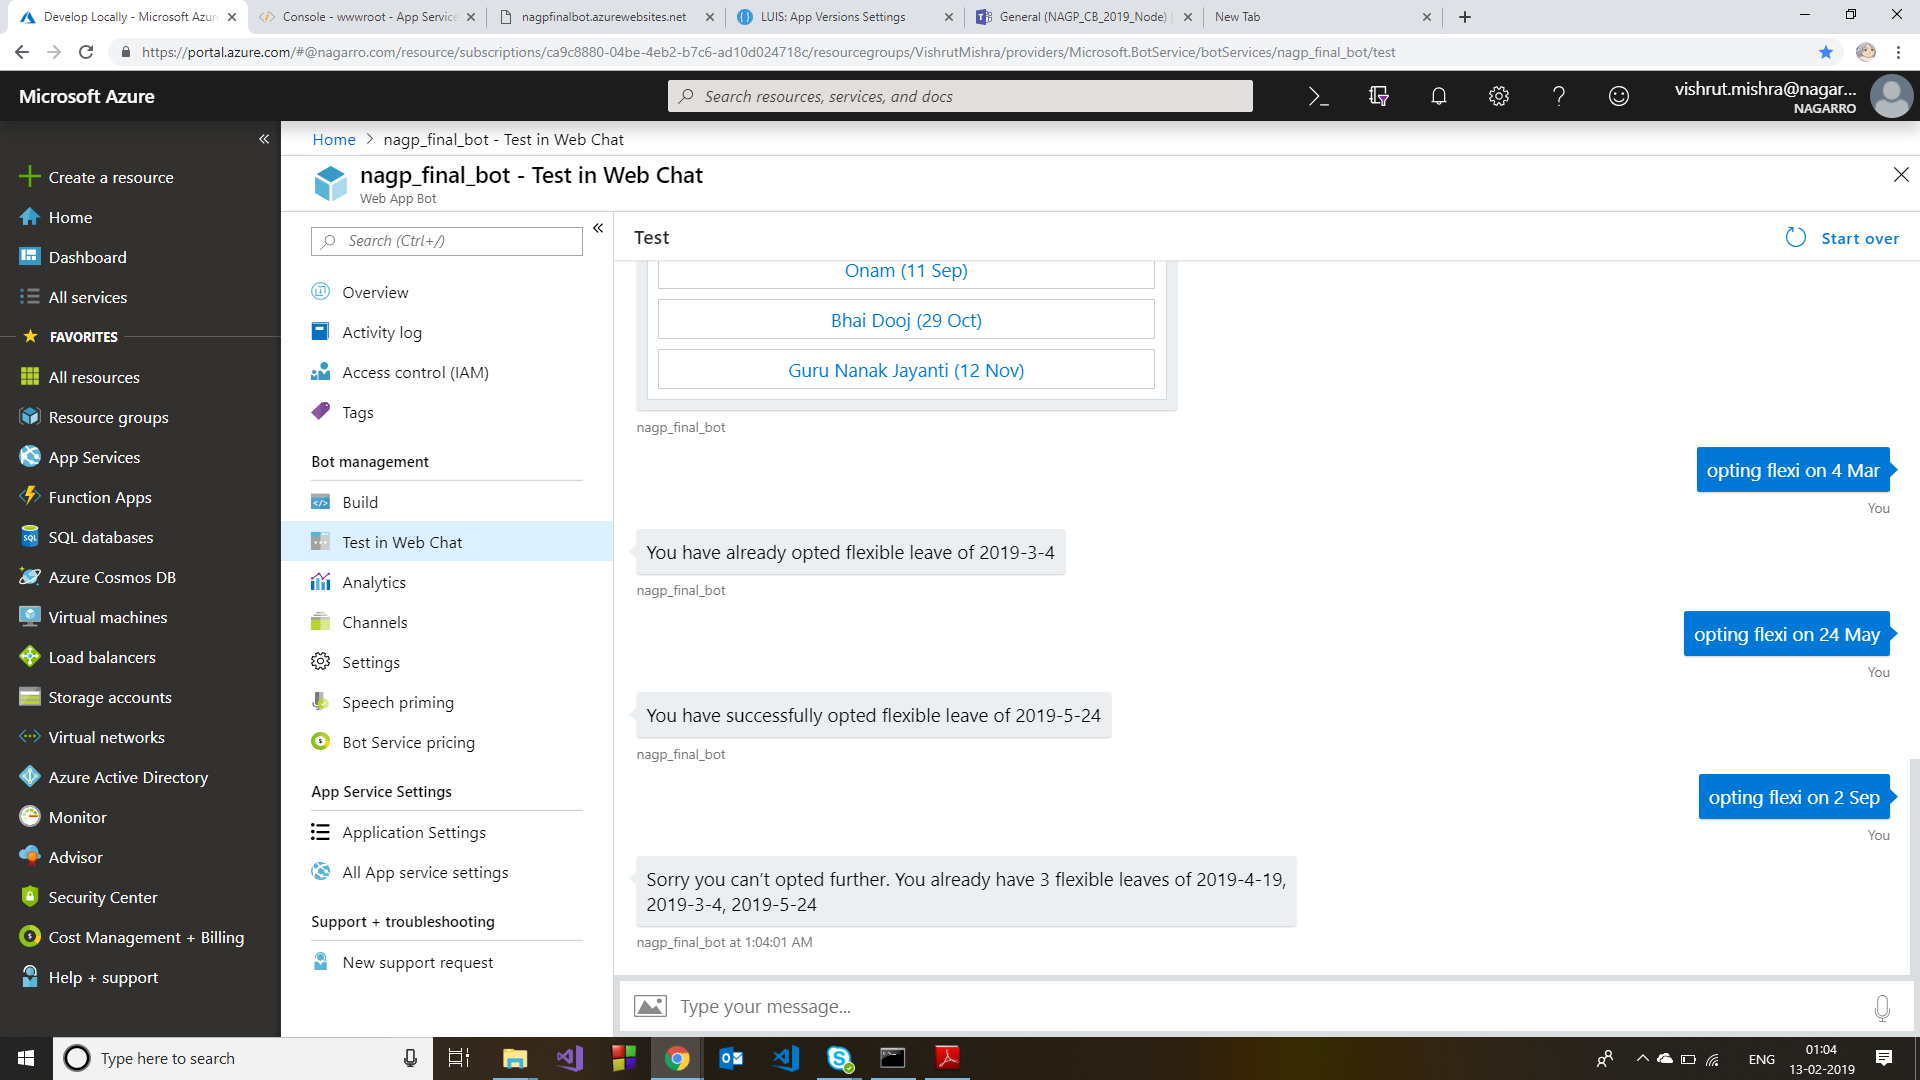 Develop Locally - Microsoft Azur
Console - wwwroot - App Service
nagpfinalbot.azurewebsites.net
LUIS: App Versions Settings
General (NAGP_CB_2019_Node) |
New Tab
https://portal.azure.com/#@nagarro.com/resource/subscriptions/ca9c8880-04be-4eb2-b7c6-ad10d024718c/resourcegroups/VishrutMishra/providers/Microsoft.BotService/botServices/nagp_final_bot/test
Microsoft Azure
Search resources, services, and docs
vishrut.mishra@nagar...
NAGARRO
Create a resource
Home
Dashboard
All services
FAVORITES
All resources
Resource groups
App Services
Function Apps
SQL databases
Azure Cosmos DB
Virtual machines
Load balancers
Storage accounts
Virtual networks
Azure Active Directory
Monitor
Advisor
Security Center
Cost Management + Billing
Help + support
Home > nagp_final_bot - Test in Web Chat
nagp_final_bot - Test in Web Chat
Web App Bot
Search (Ctrl+/)
Overview
Activity log
Access control (IAM)
Tags
Bot management
Build
Test in Web Chat
Analytics
Channels
Settings
Speech priming
Bot Service pricing
App Service Settings
Application Settings
All App service settings
Support + troubleshooting
New support request
Test
Start over
Onam (11 Sep)
Bhai Dooj (29 Oct)
Guru Nanak Jayanti (12 Nov)
nagp_final_bot
opting flexi on 4 Mar
You
You have already opted flexible leave of 2019-3-4
nagp_final_bot
opting flexi on 24 May
You
You have successfully opted flexible leave of 2019-5-24
nagp_final_bot
opting flexi on 2 Sep
You
Sorry you can't opted further. You already have 3 flexible leaves of 2019-4-19,
2019-3-4, 2019-5-24
nagp_final_bot at 1:04:01 AM
Type your message...
Type here to search
ENG
01:04
13-02-2019